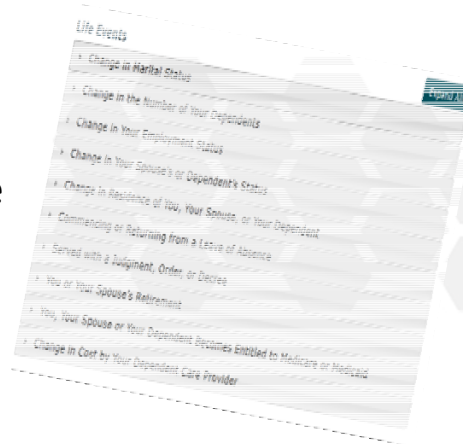 Life Events
Expand All
Change in Marital Status
Change in the Number of Your Dependents
Change in Your Employment Status
Change in Your Spouse's or Dependent's Status
Change in Residence of You, Your Spouse, or Your Dependent
Commencing or Returning from a Leave of Absence
Served with a Judgment, Order, or Decree
You or Your Spouse's Retirement
You, Your Spouse or Your Dependent Becomes Entitled to Medicare or Medicaid
Change in Cost by Your Dependent Care Provider
e